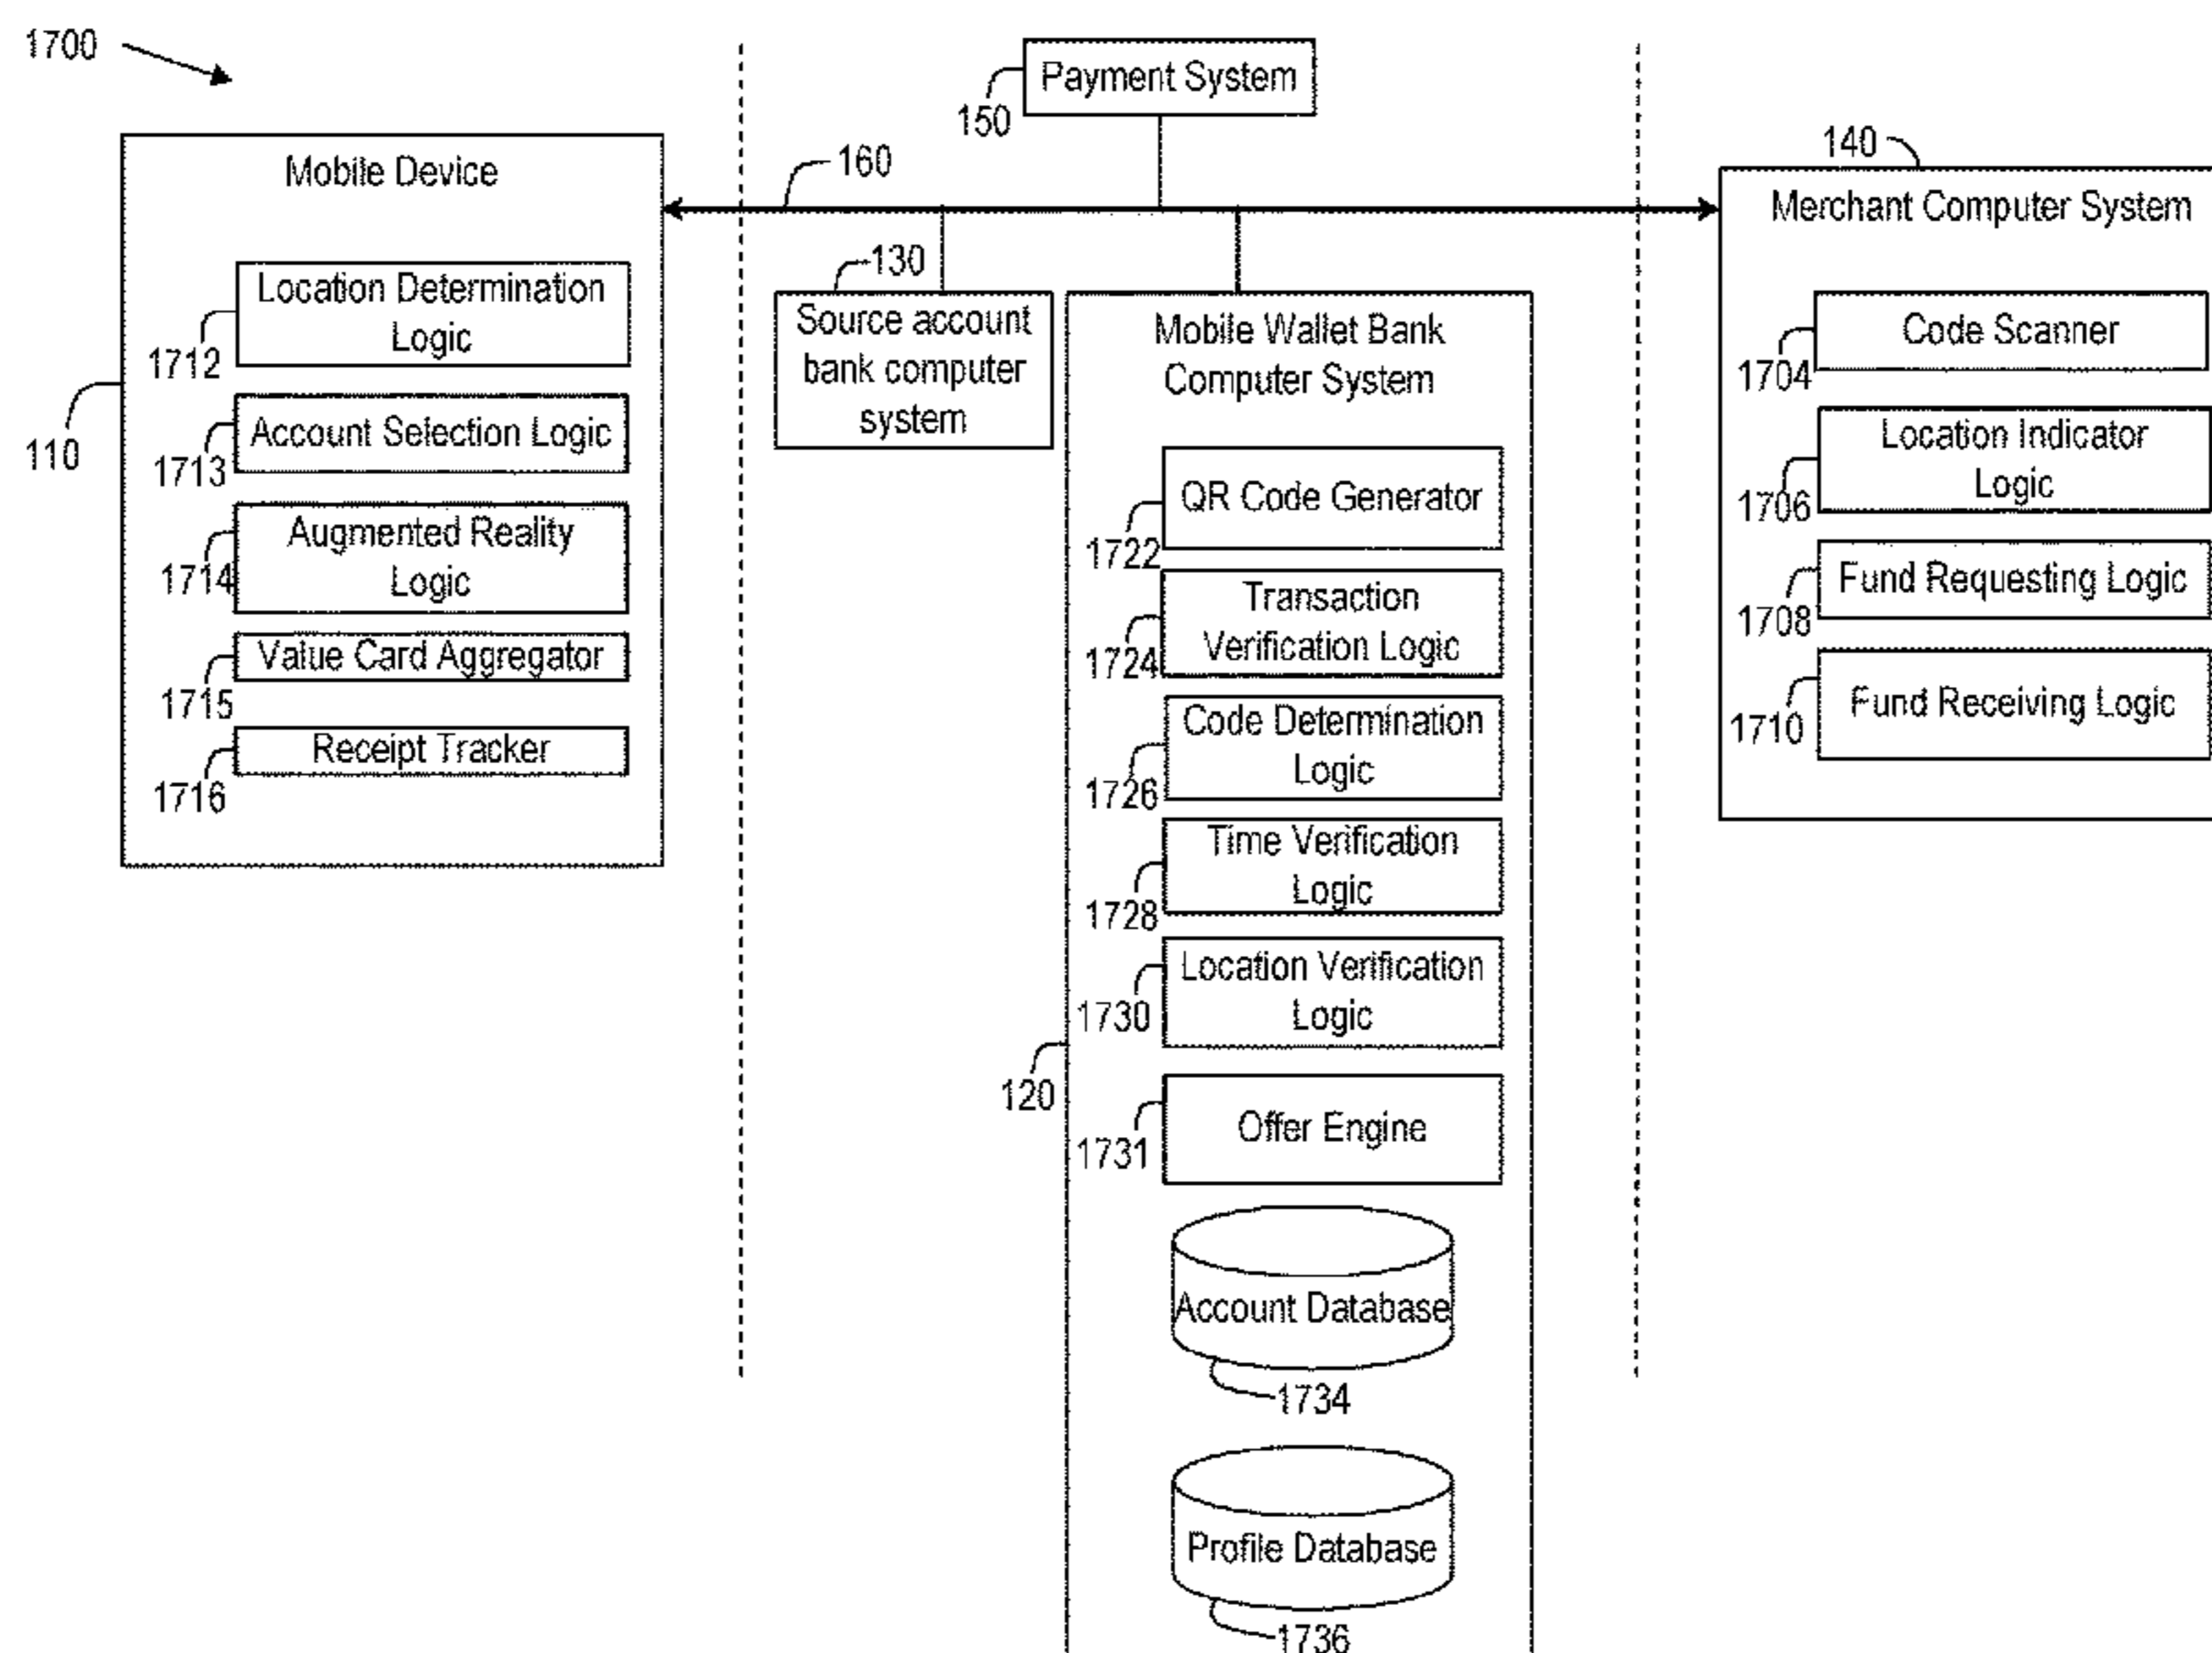 1700
Payment System
150
140
160
Mobile Device
Merchant Computer System
Location Determination
Logic
1712
110
Account Selection Logic
1713
Augmented Reality
Logic
1714
Value Card Aggregator
1715
Receipt Tracker
1716
130
Source account
bank computer
system
Mobile Wallet Bank
Computer System
QR Code Generator
1722
Transaction
Verification Logic
1724
Code Determination
Logic
1726
Time Verification
Logic
1728
Location Verification
Logic
1730
120
Offer Engine
1731
Account Database
1734
Profile Database
1736
Code Scanner
1704
Location Indicator
Logic
1706
Fund Requesting Logic
1708
Fund Receiving Logic
1710